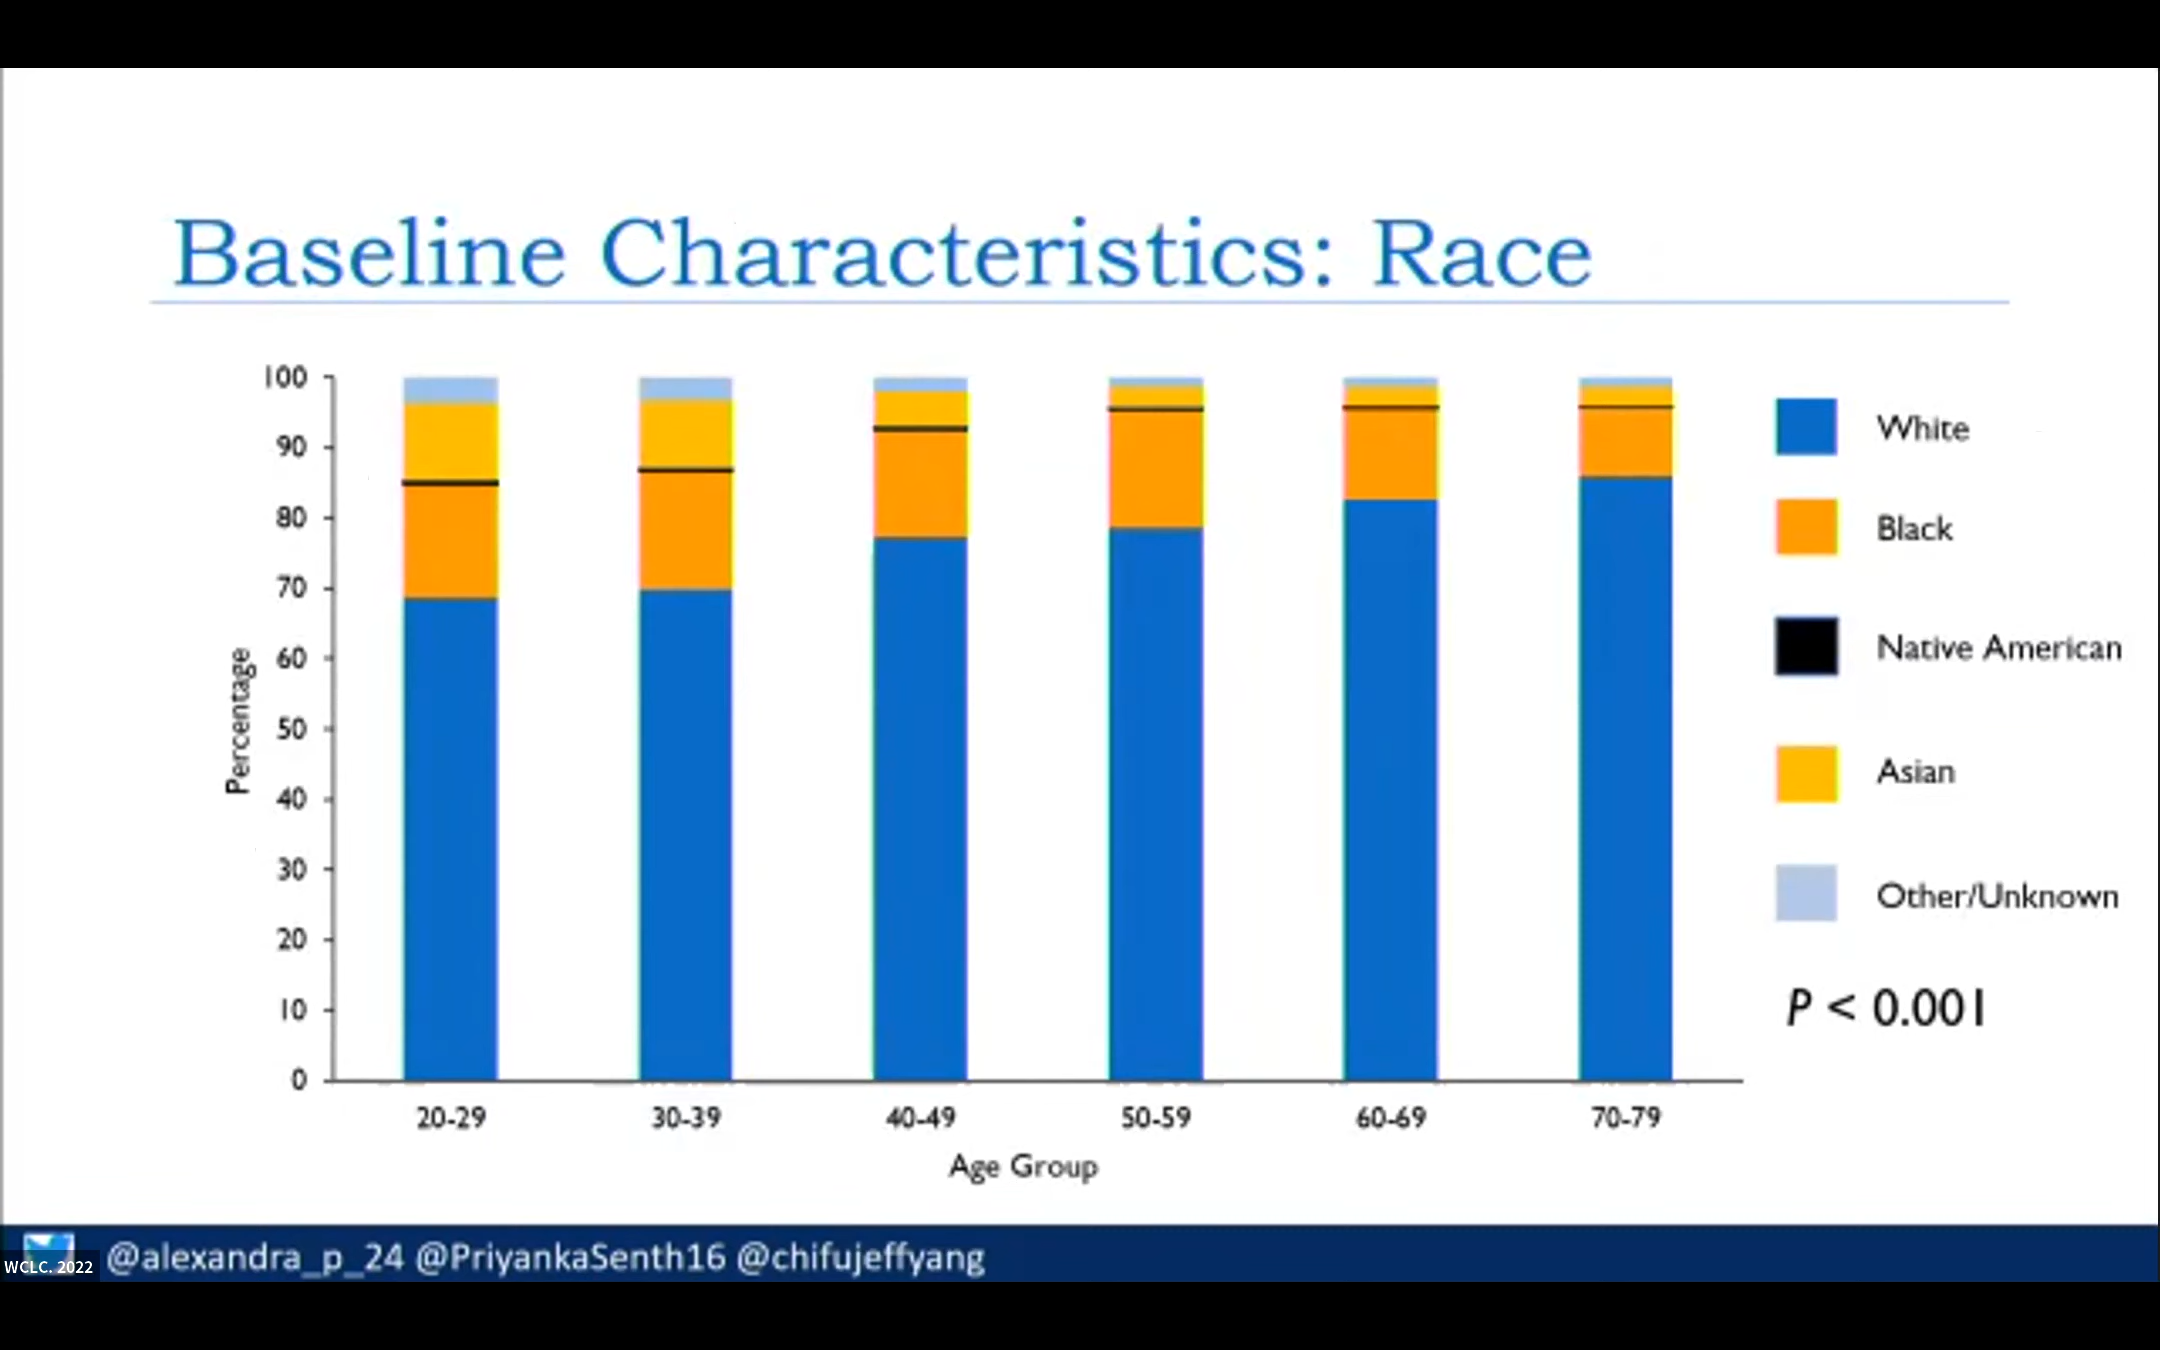 Baseline Characteristics: Race
100
90
80
70
60
50
40
30
20
10
0
Percentage
20-29 30-39 40-49 50-59 60-69 70-79
Age Group
White
Black
Native American
Asian
Other/Unknown
P < 0.001
WCLC. 2022
@alexandra_p_24 @PriyankaSenth16 @chifujeffyang